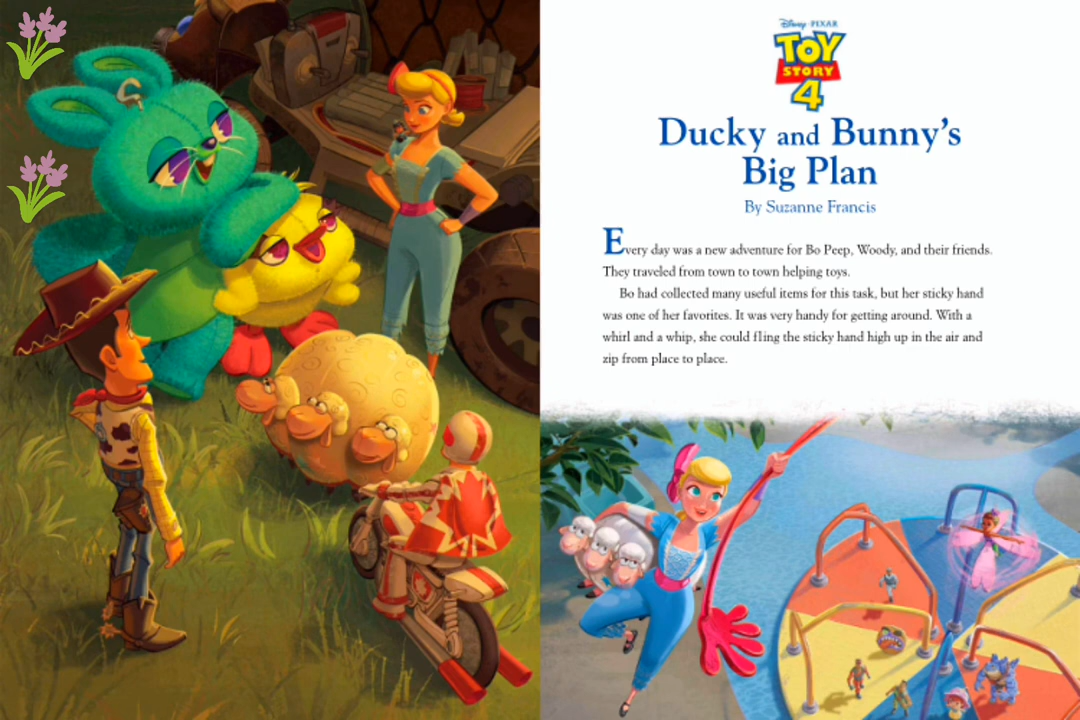 Disney · PIXAR
TOY
STORY
4
Ducky and Bunny's
Big Plan
By Suzanne Francis
Every day was a new adventure for Bo Peep, Woody, and their friends.
They traveled from town to town helping toys.
Bo had collected many useful items for this task, but her sticky hand
was one of her favorites. It was very handy for getting around. With a
whirl and a whip, she could fling the sticky hand high up in the air and
zip from place to place.